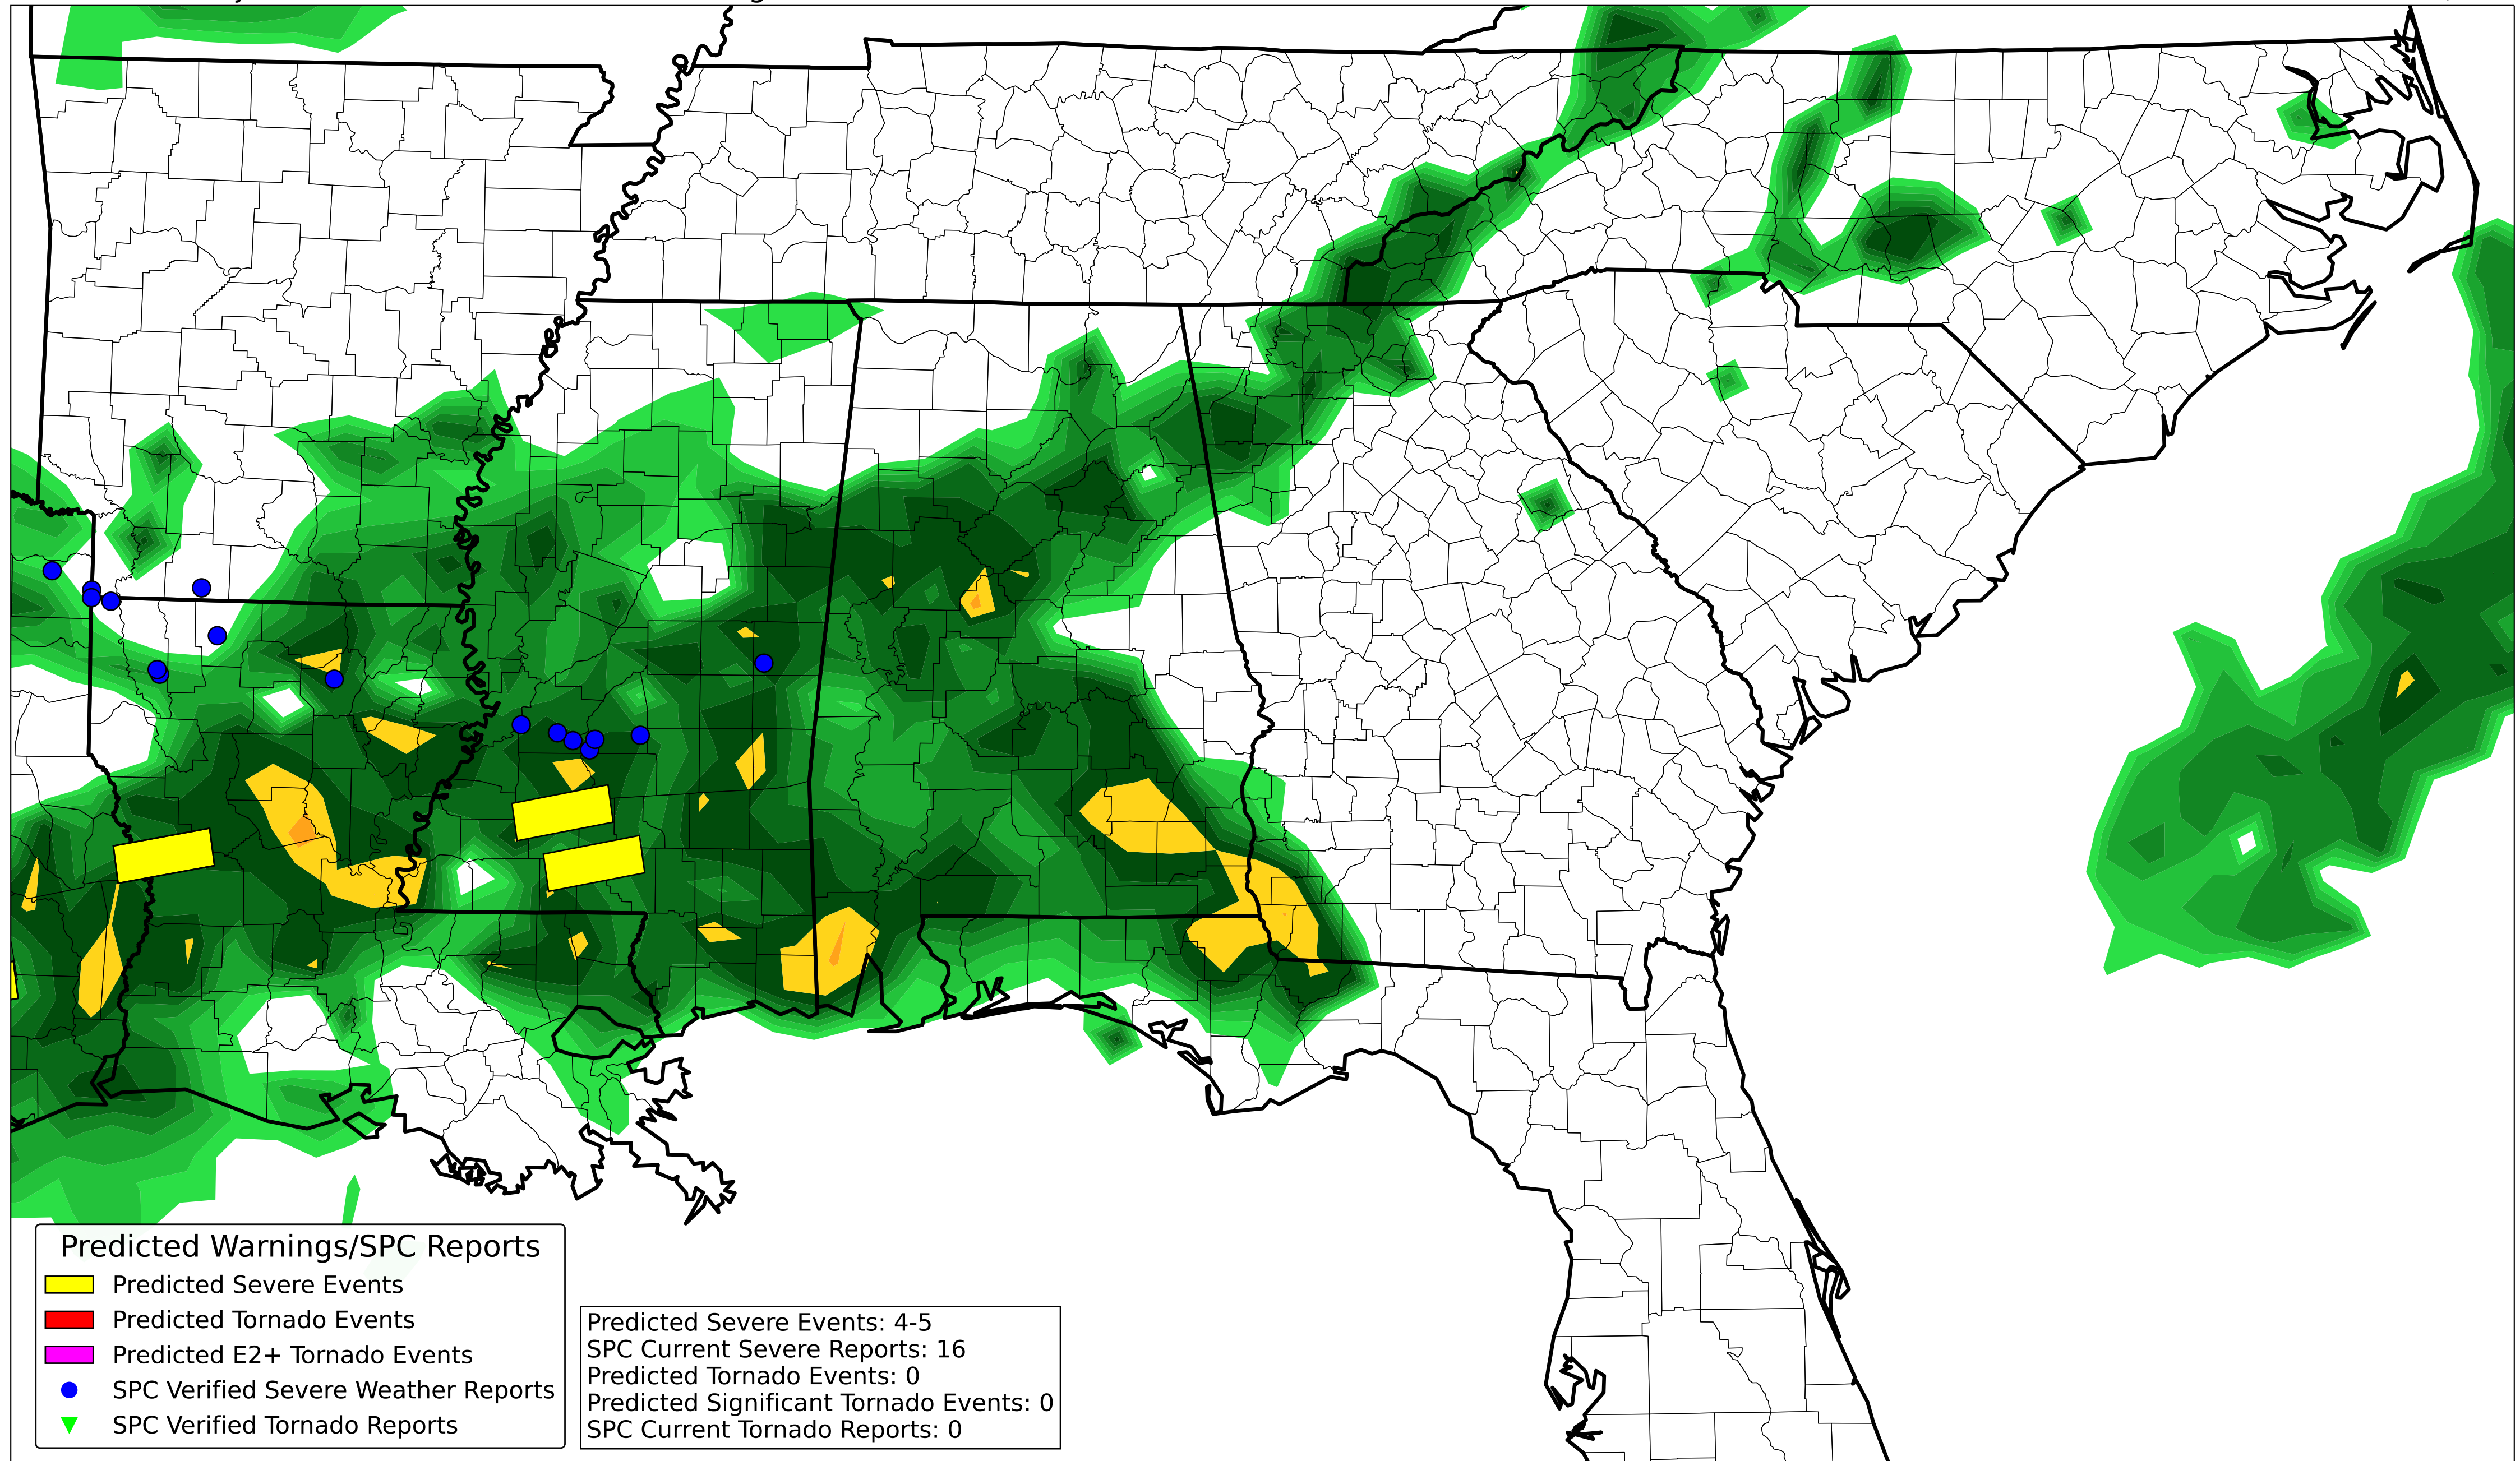 Predicted Warnings/SPC Reports
Predicted Severe Events
Predicted Tornado Events
Predicted E2+ Tornado Events
SPC Verified Severe Weather Reports
SPC Verified Tornado Reports
Predicted Severe Events: 4-5
SPC Current Severe Reports: 16
Predicted Tornado Events: 0
Predicted Significant Tornado Events: 0
SPC Current Tornado Reports: 0